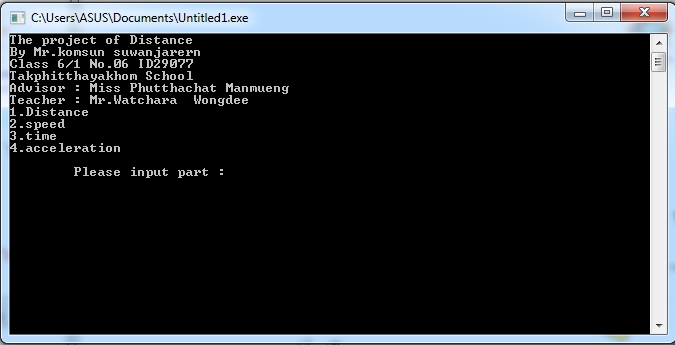 C:\Users\ASUS\Documents\Untitled1.exe
The project of Distance
By Mr.komsun suwanjarern
Class 6/1 No.06 ID29077
Takphitthayakhom School
Advisor : Miss Phutthachat Manmueng
Teacher : Mr.Watchara  Wongdee
1.Distance
2.speed
3.time
4.acceleration
Please input part :